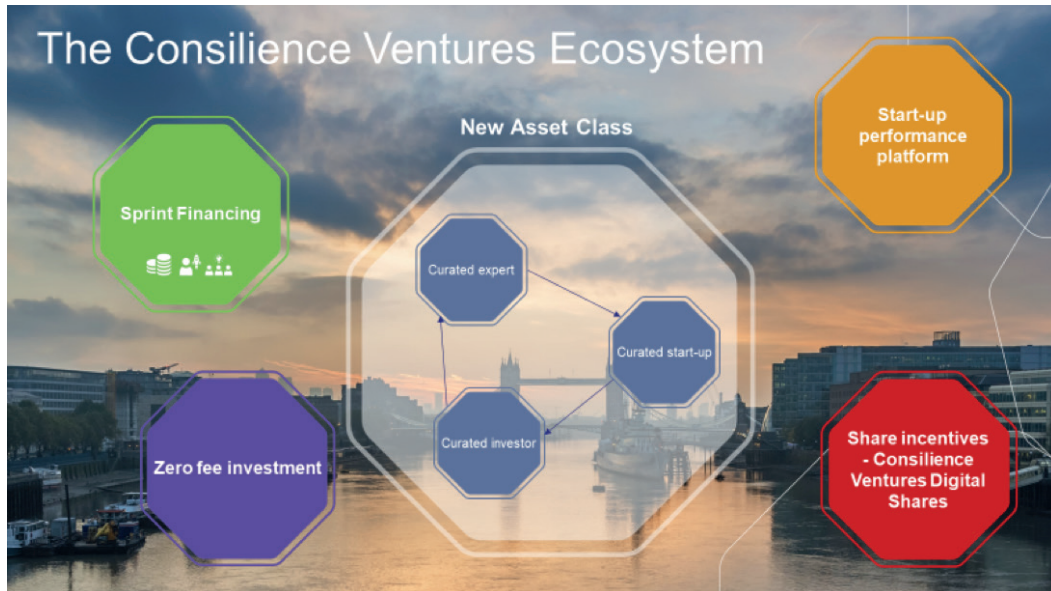 The Consilience Ventures Ecosystem
New Asset Class
Start-up
performance
platform
Sprint Financing
Curated expert
Curated start-up
Curated investor
Zero fee investment
Share incentives
- Consilience
Ventures Digital
Shares